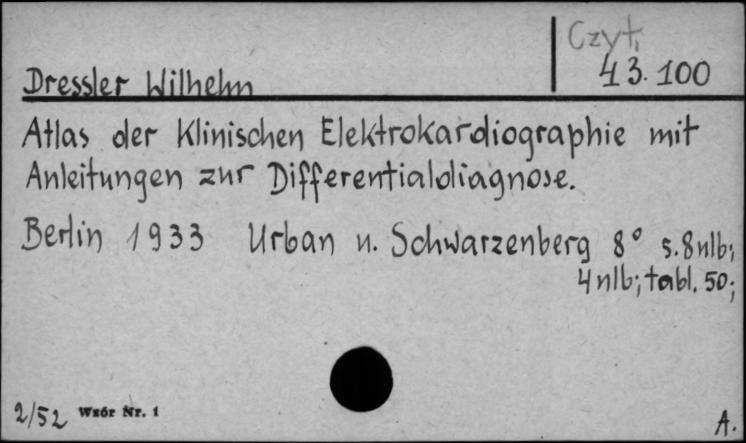 Czyt.
43.100
Dressler Wilhelm
Atlas der Klinischen Elektrokardiographie mit
Anleitungen zur Differentialdiagnose.
Berlin 1933 Urban u. Schwarzenberg 8° s.8nlb;
4nlb; tabl. 50;
2/52 Wzór Nr. 1
A.